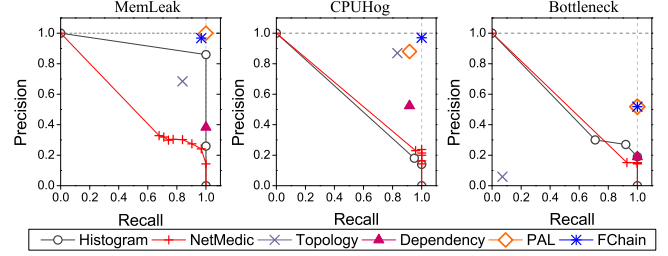 MemLeak CPUHog Bottleneck
Precision Precision Precision
1.0 1.0 1.0
0.8 0.8 0.8
0.6 0.6 0.6
0.4 0.4 0.4
0.2 0.2 0.2
0.0 0.0 0.0
0.0 0.2 0.4 0.6 0.8 1.0 0.0 0.2 0.4 0.6 0.8 1.0 0.0 0.2 0.4 0.6 0.8 1.0
Recall Recall Recall
Histogram NetMedic Topology Dependency PAL FChain